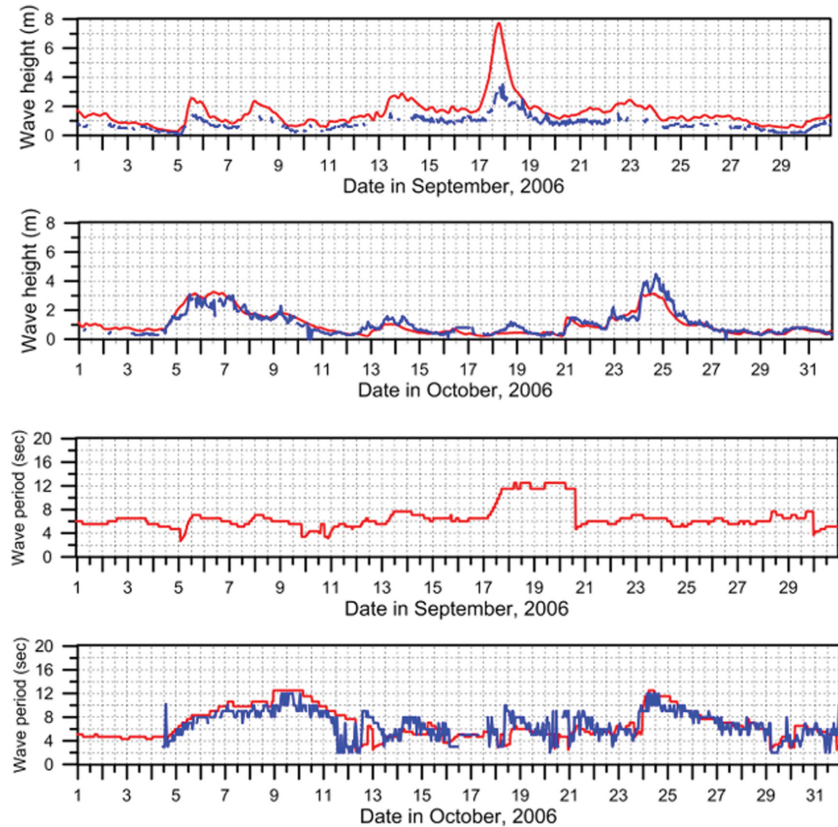 Wave height (m)
8
6
4
2
0
1 3 5 7 9 11 13 15 17 19 21 23 25 27 29
Date in September, 2006
Wave height (m)
8
6
4
2
0
1 3 5 7 9 11 13 15 17 19 21 23 25 27 29 31
Date in October, 2006
Wave period (sec)
20
16
12
8
4
0
1 3 5 7 9 11 13 15 17 19 21 23 25 27 29
Date in September, 2006
Wave period (sec)
20
16
12
8
4
0
1 3 5 7 9 11 13 15 17 19 21 23 25 27 29 31
Date in October, 2006